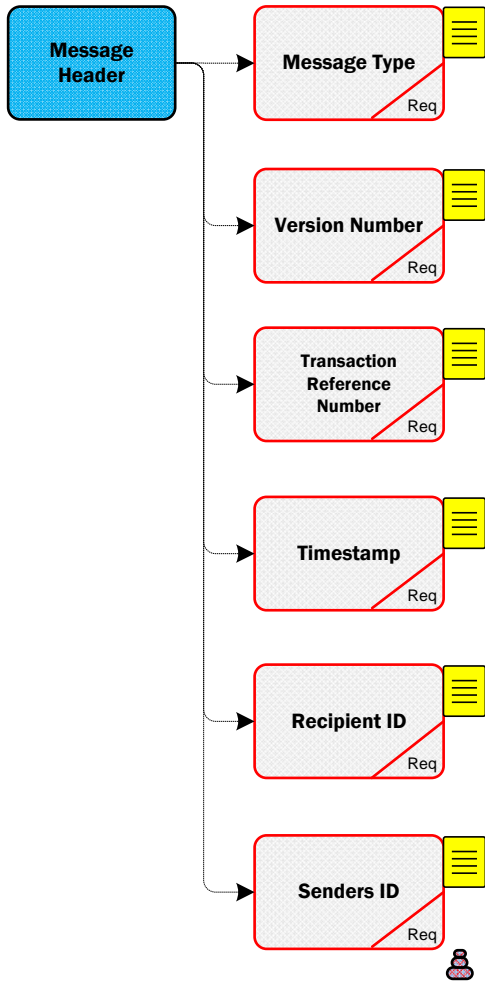 Message
Header
Message Type
Req
Version Number
Req
Transaction
Reference
Number
Req
Timestamp
Req
Recipient ID
Req
Senders ID
Req